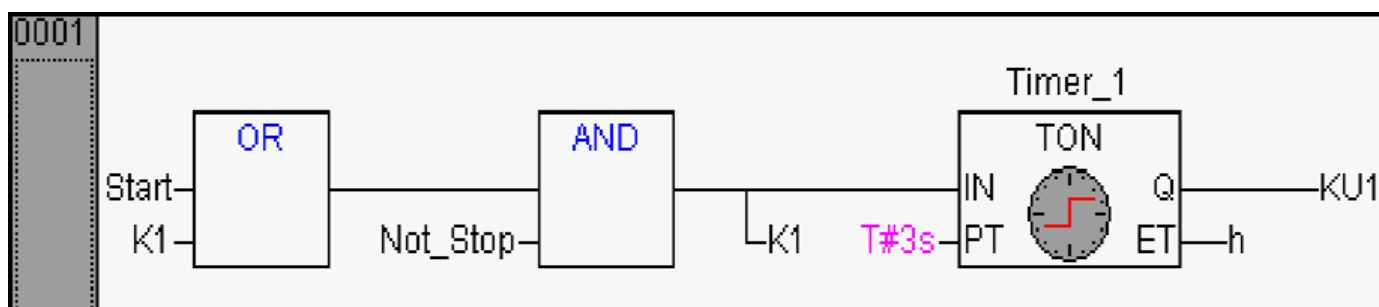 0001
Timer_1
OR
AND
TON
Start
IN
Q
KU1
K1
Not_Stop
K1
T#3s
PT
ET
h